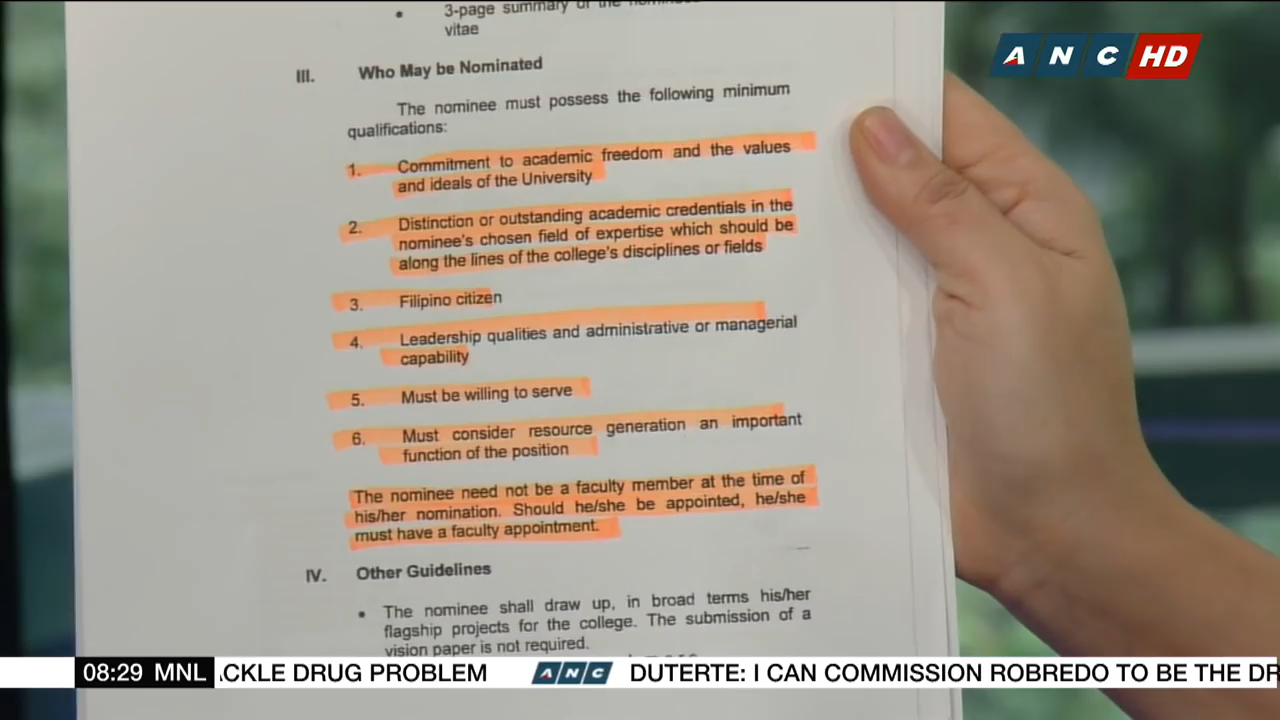 3-page summary of the
vitae
ANC HD
III. Who May be Nominated
The nominee must possess the following minimum
qualifications:
1. Commitment to academic freedom and the values
and ideals of the University
2. Distinction or outstanding academic credentials in the
nominee's chosen field of expertise which should be
along the lines of the college's disciplines or fields
3. Filipino citizen
4. Leadership qualities and administrative or managerial
capability
5. Must be willing to serve
6. Must consider resource generation an important
function of the position
The nominee need not be a faculty member at the time of
his/her nomination. Should he/she be appointed, he/she
must have a faculty appointment.
IV. Other Guidelines
• The nominee shall draw up, in broad terms his/her
flagship projects for the college. The submission of a
vision paper is not required.
08:29 MNL CKLE DRUG PROBLEM ANC DUTERTE: I CAN COMMISSION ROBREDO TO BE THE DR